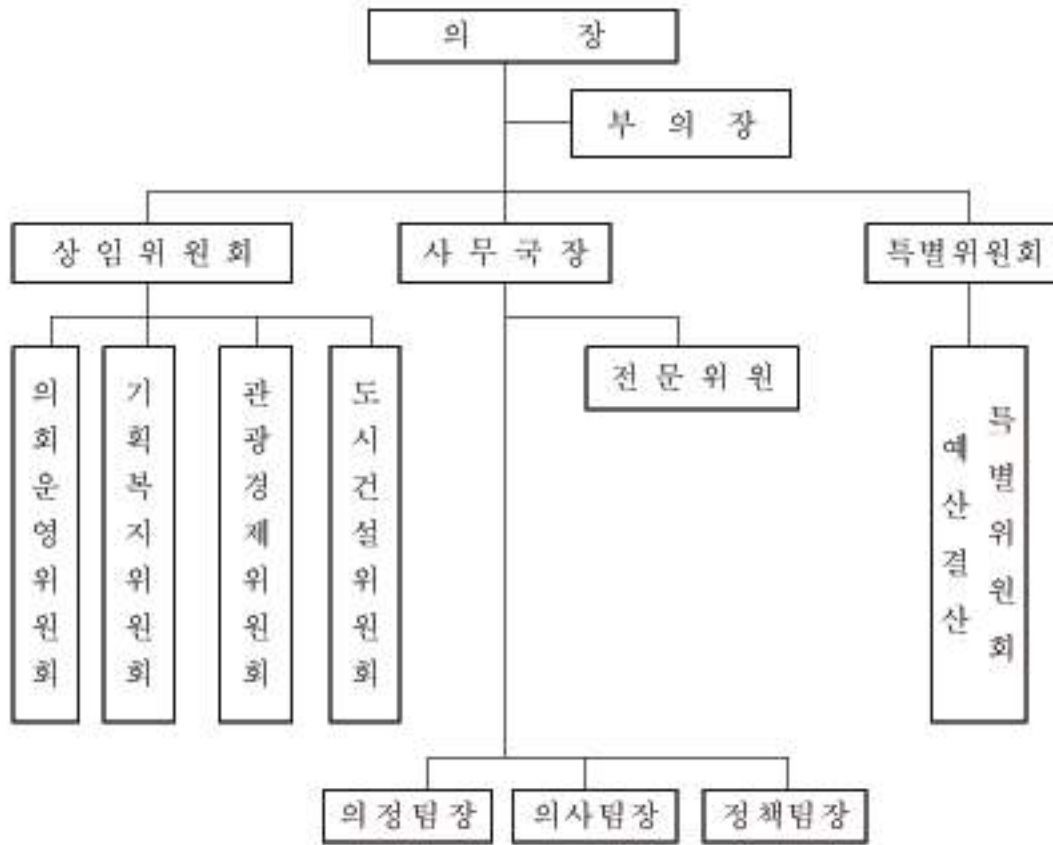 의 장
부 의 장
상 임 위 원 회
사 무 국 장
특별위원회
의회운영위원회
기획복지위원회
관광경제위원회
도시건설위원회
전 문 위 원
예산결산
특별위원회
의정팀장
의사팀장
정책팀장